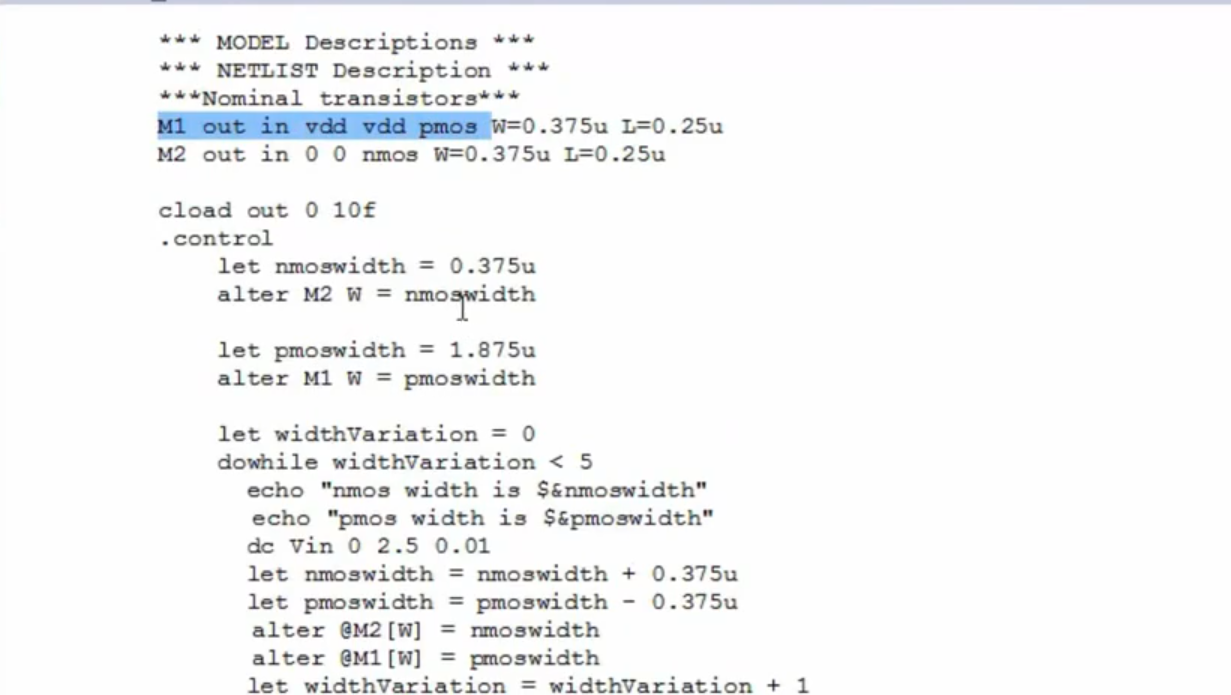 *** MODEL Descriptions ***
*** NETLIST Description ***
***Nominal transistors***
M1 out in vdd vdd pmos W=0.375u L=0.25u
M2 out in 0 0 nmos W=0.375u L=0.25u
cload out 0 10f
.control
let nmoswidth = 0.375u
alter M2 W = nmoswidth
let pmoswidth = 1.875u
alter M1 W = pmoswidth
let widthVariation = 0
dowhile widthVariation < 5
echo "nmos width is $&nmoswidth"
echo "pmos width is $&pmoswidth"
dc Vin 0 2.5 0.01
let nmoswidth = nmoswidth + 0.375u
let pmoswidth = pmoswidth - 0.375u
alter @M2[W] = nmoswidth
alter @M1[W] = pmoswidth
let widthVariation = widthVariation + 1